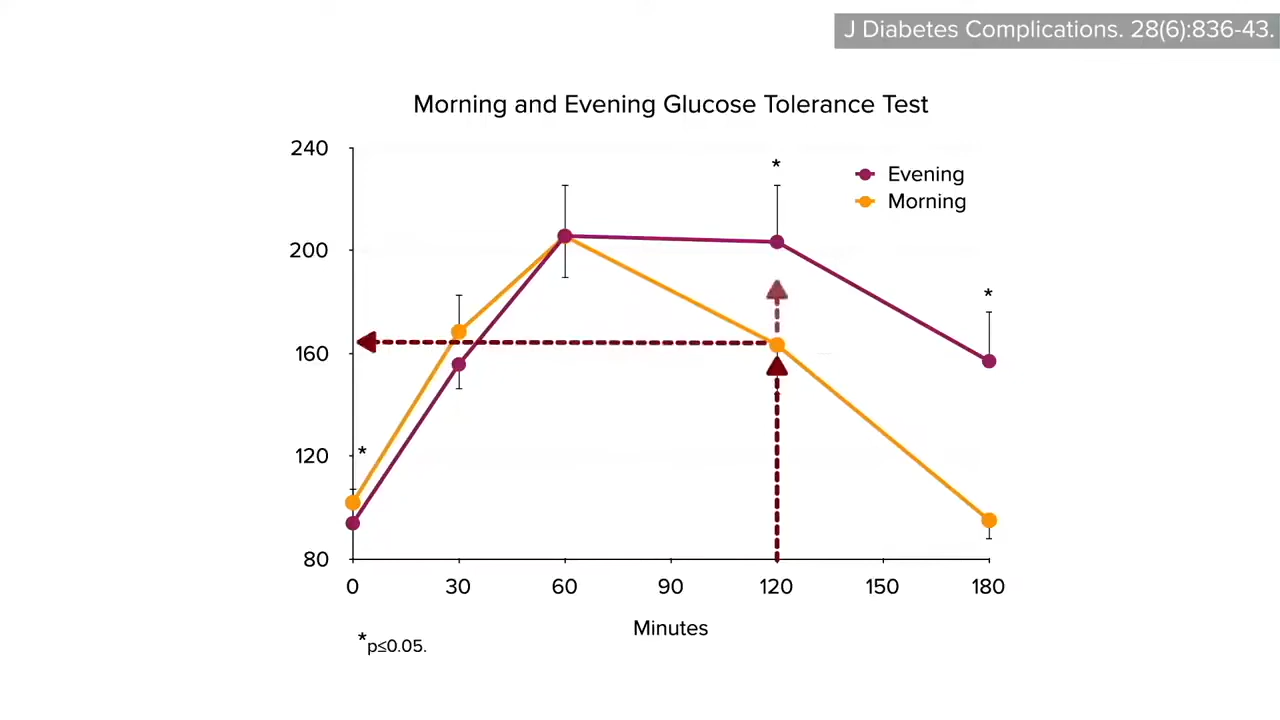 J Diabetes Complications. 28(6):836-43.
Morning and Evening Glucose Tolerance Test
240
200
160
120
80
*
*
*
Evening
Morning
0 30 60 90 120 150 180
Minutes
*p≤0.05.